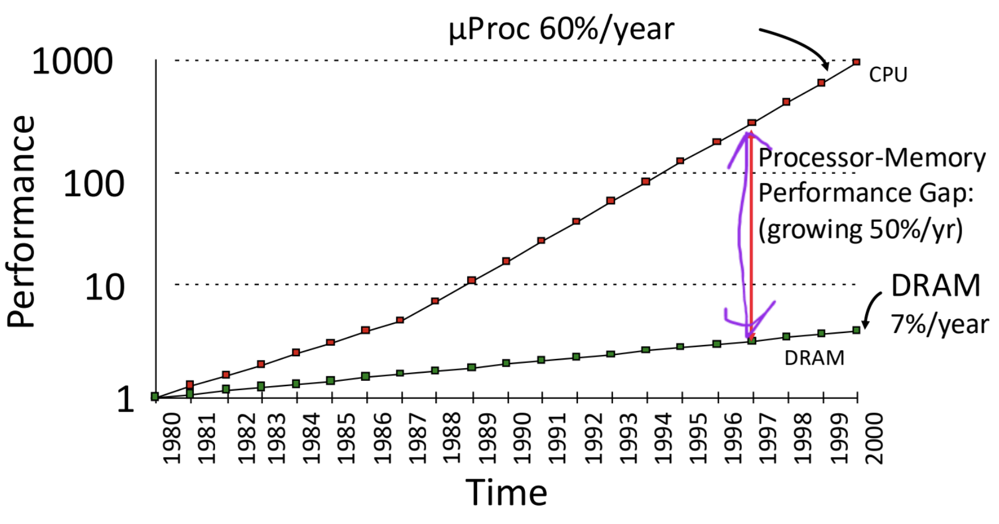 μProc 60%/year
1000
CPU
Performance
Processor-Memory
100
Performance Gap:
(growing 50%/yr)
10
DRAM
7%/year
DRAM
1
1980 1981 1982 1983 1984 1985 1986 1987 1988 1989 1990 1991 1992 1993 1994 1995 1996 1997 1998 1999 2000
Time